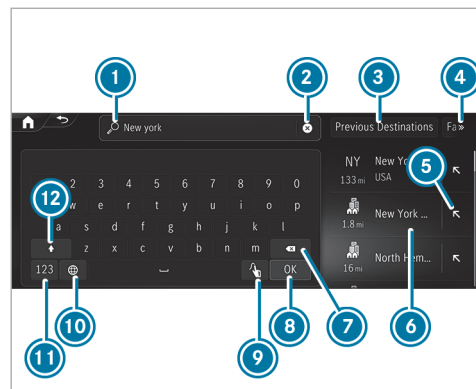 1 2 3 4
New york
Previous Destinations Fa»
NY New Yo
133 mi USA
5
2 3 4 5 6 7 8 9 0
12 w e r t y u i o p
New York ...
1.8 mi
a s d f g h j k l
z x c v b n m
North Hem...
16 mi
123 OK
11 10 9 8 7 6